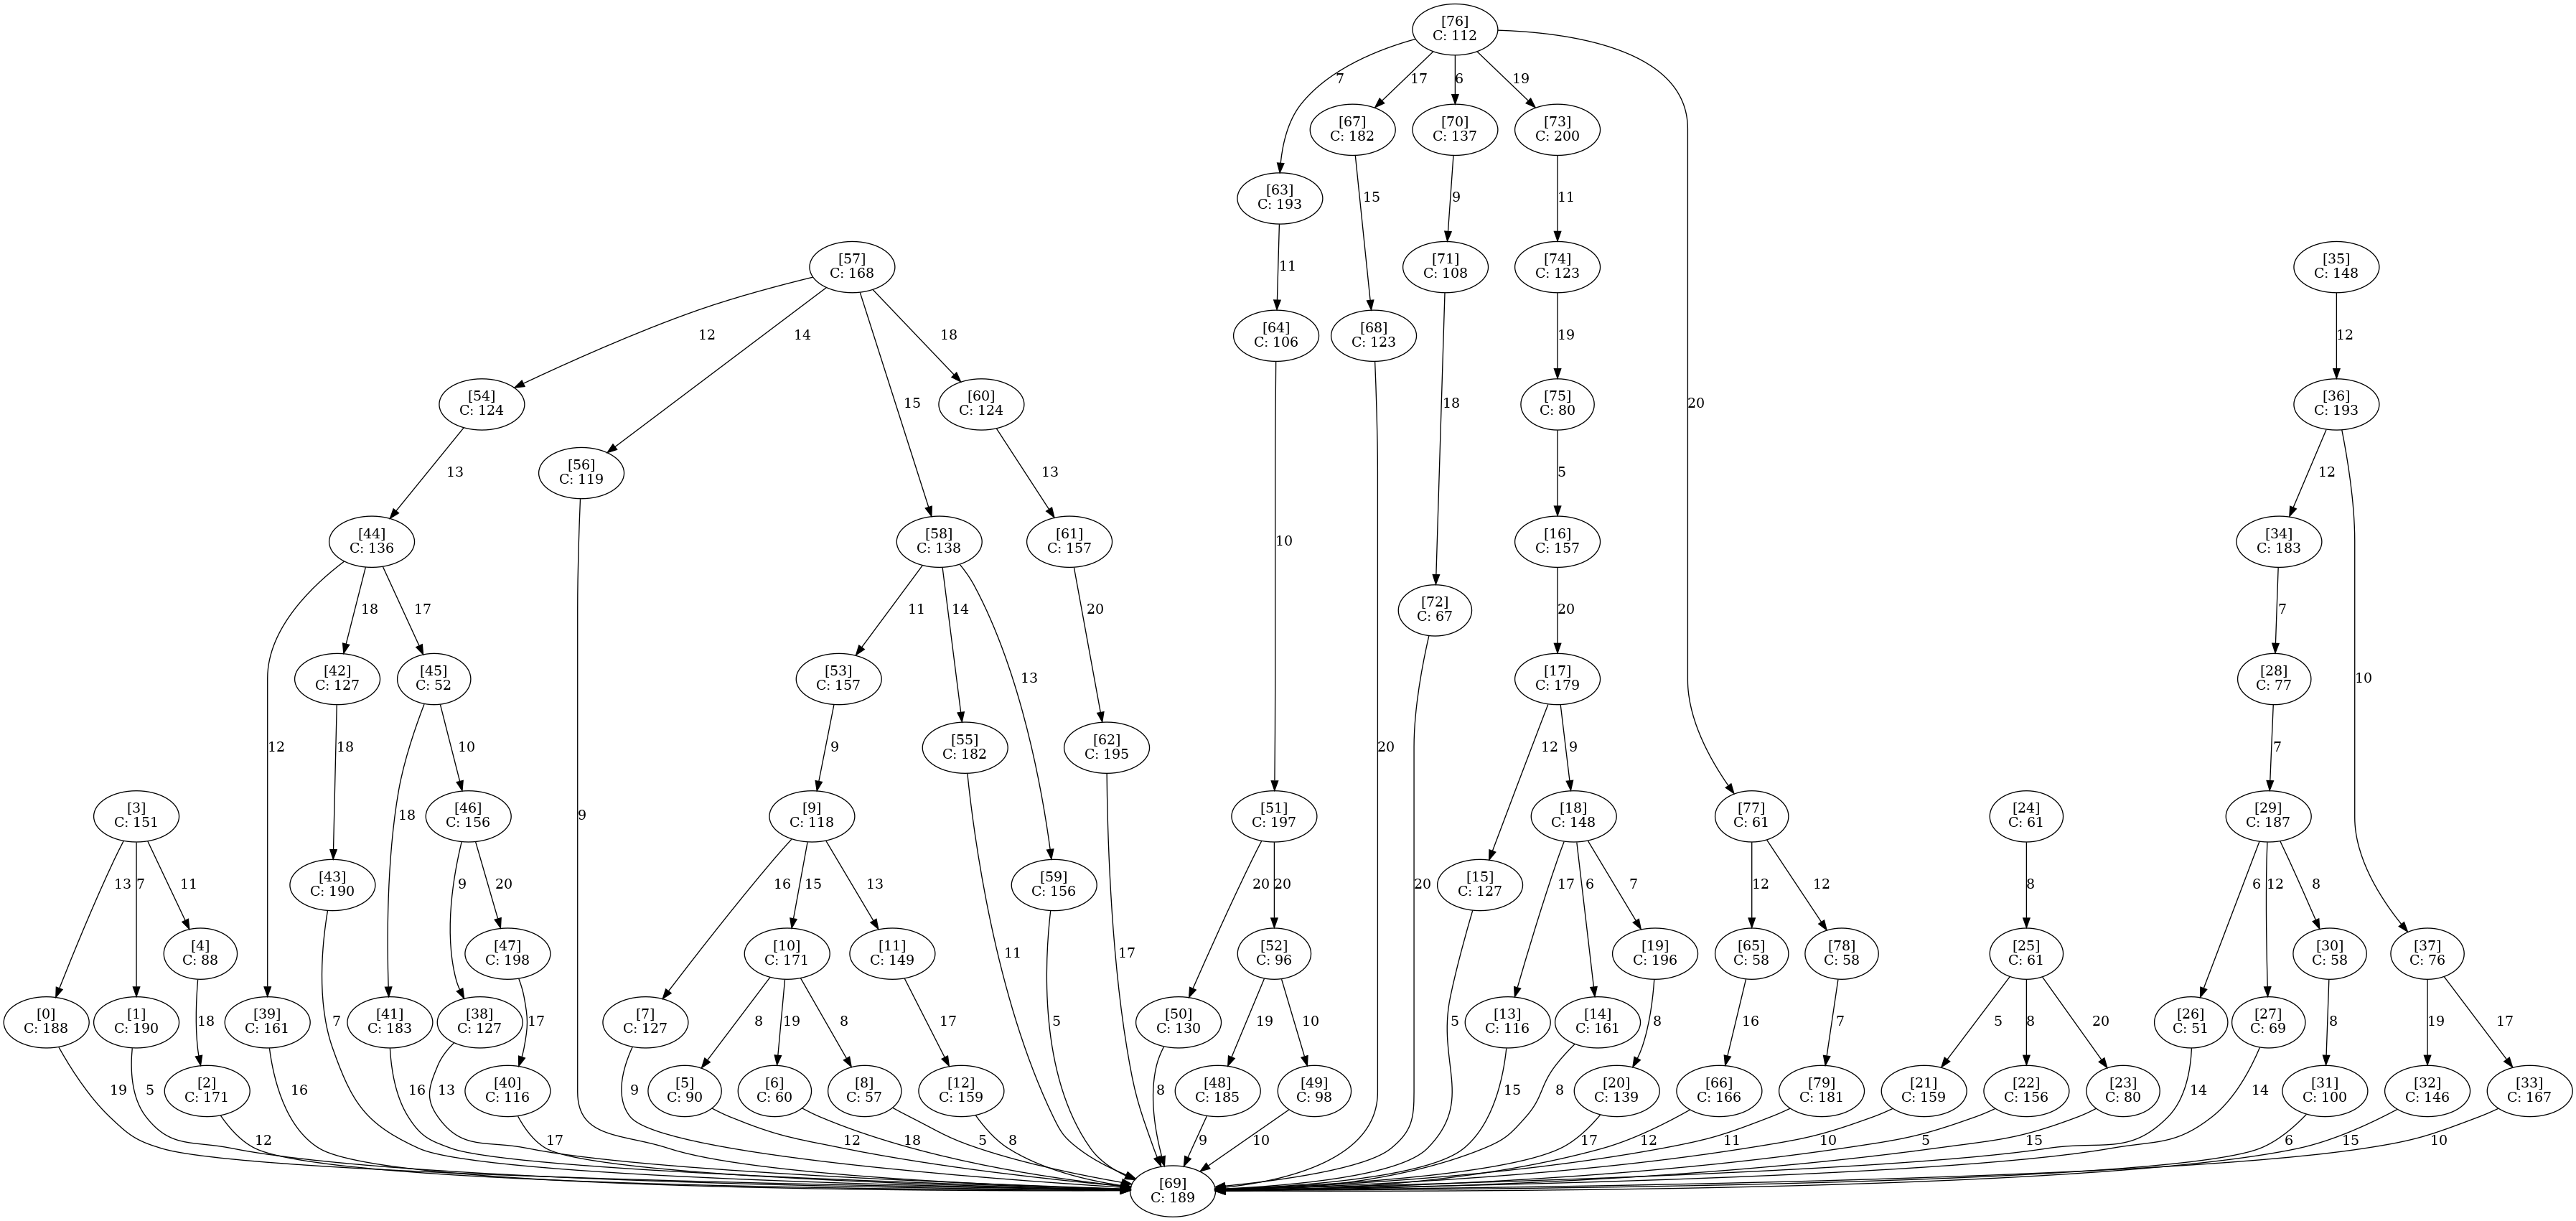 [76]
C: 112
7
17
6
19
[67]
C: 182
[70]
C: 137
[73]
C: 200
[63]
C: 193
15
9
11
[57]
C: 168
11
[71]
C: 108
[74]
C: 123
[35]
C: 148
12
14
18
[64]
C: 106
[68]
C: 123
19
12
[54]
C: 124
15
[60]
C: 124
18
[75]
C: 80
20
[36]
C: 193
13
[56]
C: 119
13
5
12
[44]
C: 136
[58]
C: 138
[61]
C: 157
10
[16]
C: 157
[34]
C: 183
18
17
11
14
20
[72]
C: 67
20
7
[42]
C: 127
[45]
C: 52
[53]
C: 157
13
[17]
C: 179
[28]
C: 77
10
12
18
10
9
[55]
C: 182
[62]
C: 195
20
12
9
7
[3]
C: 151
18
[46]
C: 156
9
[9]
C: 118
[51]
C: 197
[18]
C: 148
[77]
C: 61
[24]
C: 61
[29]
C: 187
13
7
11
[43]
C: 190
9
20
16
15
13
[59]
C: 156
20
20
20
[15]
C: 127
17
6
7
12
12
8
6
12
8
[4]
C: 88
[47]
C: 198
[10]
C: 171
[11]
C: 149
11
17
[52]
C: 96
[19]
C: 196
[65]
C: 58
[78]
C: 58
[25]
C: 61
[30]
C: 58
[37]
C: 76
[0]
C: 188
[1]
C: 190
18
[39]
C: 161
7
[41]
C: 183
[38]
C: 127
17
[7]
C: 127
8
19
8
17
5
[50]
C: 130
19
10
5
[13]
C: 116
[14]
C: 161
8
16
7
5
8
20
[26]
C: 51
[27]
C: 69
8
19
17
19
5
[2]
C: 171
16
16
13
[40]
C: 116
9
[5]
C: 90
[6]
C: 60
[8]
C: 57
[12]
C: 159
8
[48]
C: 185
[49]
C: 98
15
8
[20]
C: 139
[66]
C: 166
[79]
C: 181
[21]
C: 159
[22]
C: 156
[23]
C: 80
14
14
[31]
C: 100
[32]
C: 146
[33]
C: 167
12
17
12
18
5
8
9
10
17
12
11
10
5
15
6
15
10
[69]
C: 189